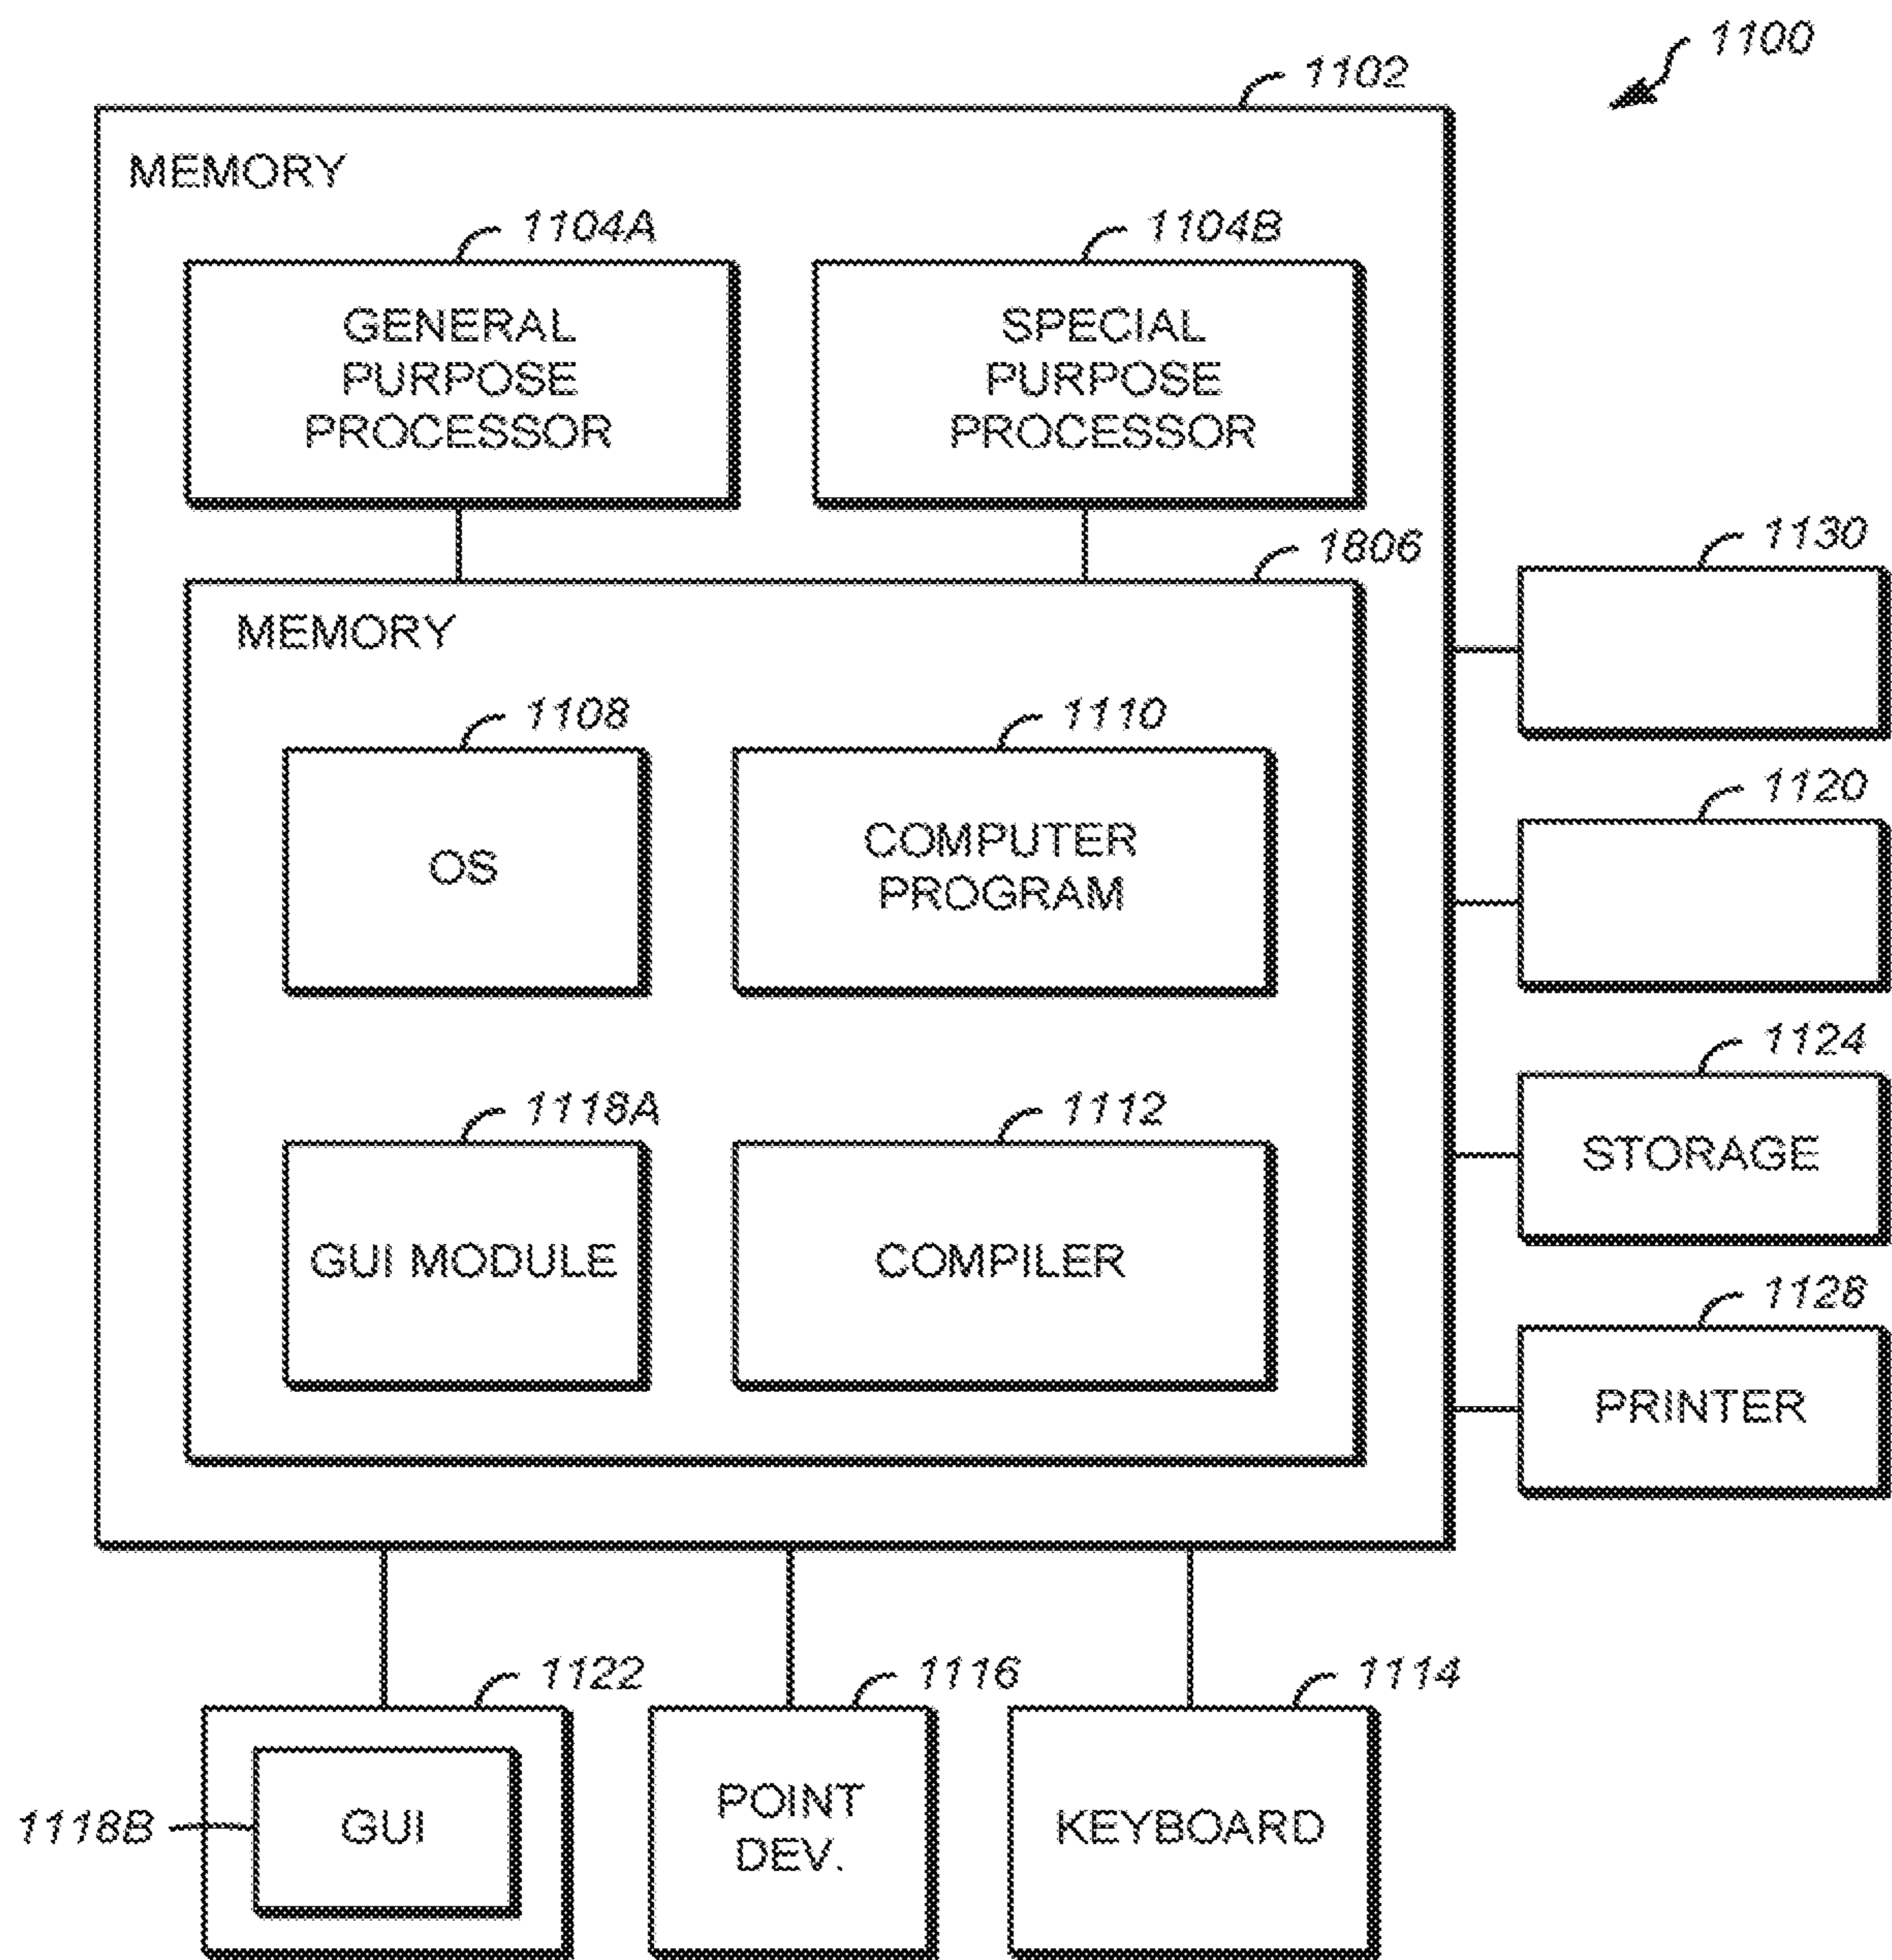 1100
1102
MEMORY
1104A
1104B
GENERAL
PURPOSE
PROCESSOR
SPECIAL
PURPOSE
PROCESSOR
1806
1130
MEMORY
1108
1110
1120
OS
COMPUTER
PROGRAM
1124
STORAGE
1118A
1112
GUI MODULE
COMPILER
1128
PRINTER
1122
1116
1114
1118B
GUI
POINT
DEV.
KEYBOARD